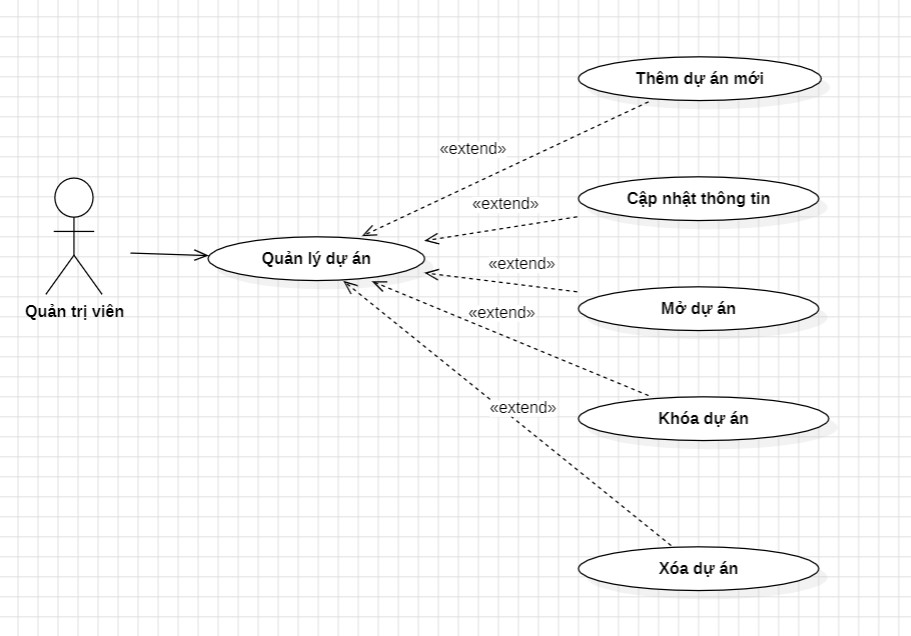 Thêm dự án mới
«extend»
Cập nhật thông tin
«extend»
Quản lý dự án
«extend»
Mở dự án
Quản trị viên
«extend»
Khóa dự án
«extend»
Xóa dự án